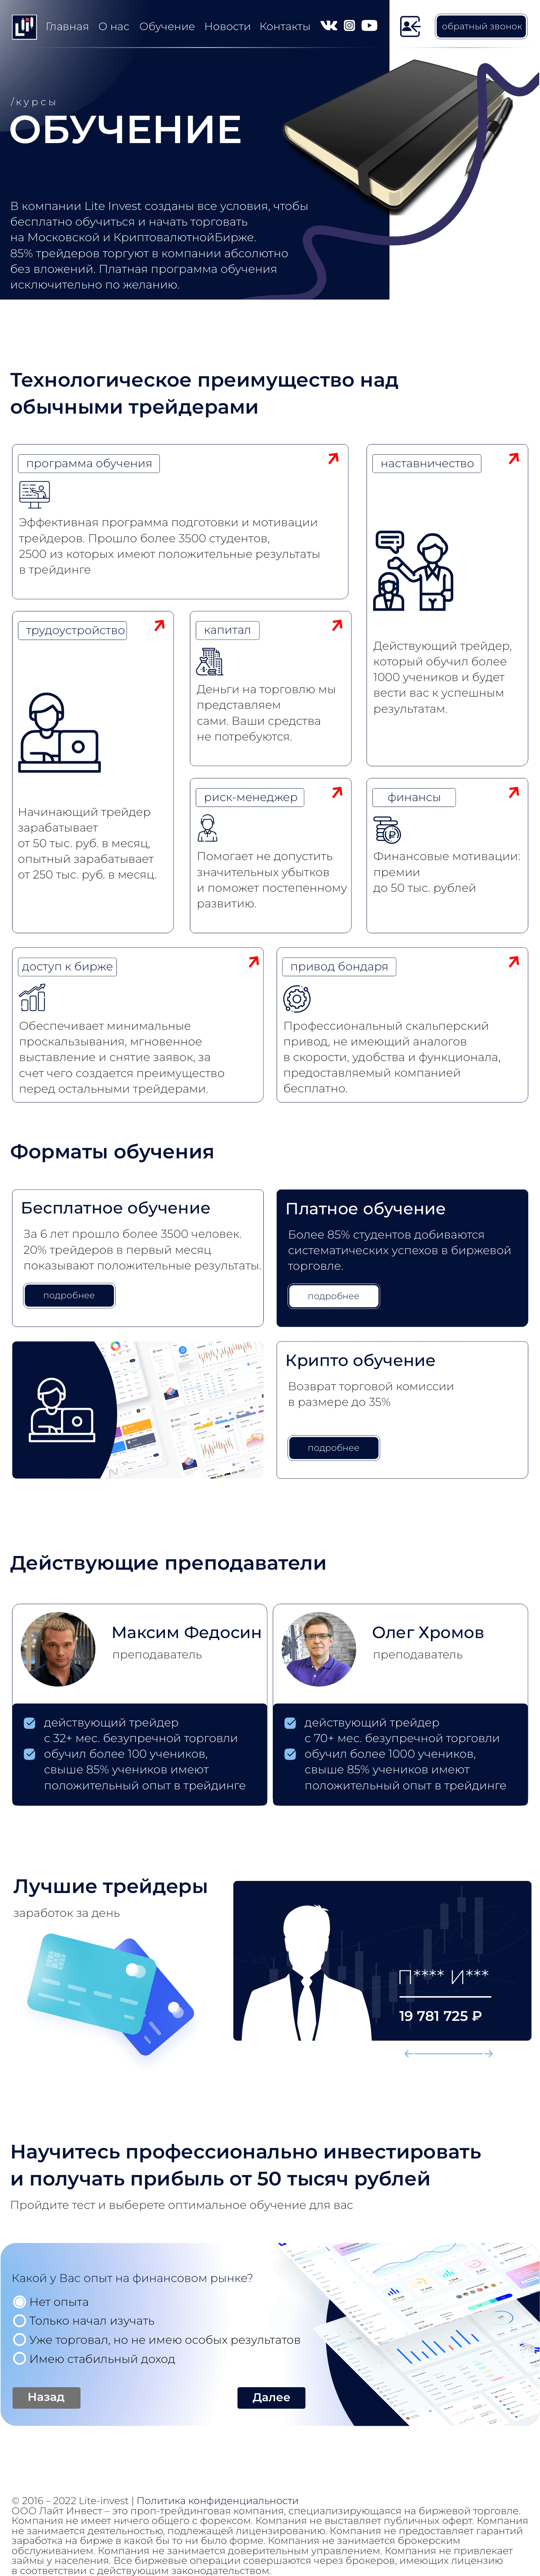 Главная О нас Обучение Новости Контакты
обратный звонок
/курсы
ОБУЧЕНИЕ
В компании Lite Invest созданы все условия, чтобы
бесплатно обучиться и начать торговать
на Московской и КриптовалютнойБирже.
85% трейдеров торгуют в компании абсолютно
без вложений. Платная программа обучения
исключительно по желанию.
Технологическое преимущество над
обычными трейдерами
программа обучения
Эффективная программа подготовки и мотивации
трейдеров. Прошло более 3500 студентов,
2500 из которых имеют положительные результаты
в трейдинге
наставничество
Действующий трейдер,
который обучил более
1000 учеников и будет
вести вас к успешным
результатам.
трудоустройство
Начинающий трейдер
зарабатывает
от 50 тыс. руб. в месяц,
опытный зарабатывает
от 250 тыс. руб. в месяц.
капитал
Деньги на торговлю мы
представляем
сами. Ваши средства
не потребуются.
риск-менеджер
Помогает не допустить
значительных убытков
и поможет постепенному
развитию.
финансы
Финансовые мотивации:
премии
до 50 тыс. рублей
доступ к бирже
Обеспечивает минимальные
проскальзывания, мгновенное
выставление и снятие заявок, за
счет чего создается преимущество
перед остальными трейдерами.
привод бондаря
Профессиональный скальперский
привод, не имеющий аналогов
в скорости, удобства и функционала,
предоставляемый компанией
бесплатно.
Форматы обучения
Бесплатное обучение
За 6 лет прошло более 3500 человек.
20% трейдеров в первый месяц
показывают положительные результаты.
подробнее
Платное обучение
Более 85% студентов добиваются
систематических успехов в биржевой
торговле.
подробнее
Крипто обучение
Возврат торговой комиссии
в размере до 35%
подробнее
Действующие преподаватели
Максим Федосин
преподаватель
действующий трейдер
с 32+ мес. безупречной торговли
обучил более 100 учеников,
свыше 85% учеников имеют
положительный опыт в трейдинге
Олег Хромов
преподаватель
действующий трейдер
с 70+ мес. безупречной торговли
обучил более 1000 учеников,
свыше 85% учеников имеют
положительный опыт в трейдинге
Лучшие трейдеры
заработок за день
П**** И***
19 781 725 ₽
Научитесь профессионально инвестировать
и получать прибыль от 50 тысяч рублей
Пройдите тест и выберете оптимальное обучение для вас
Какой у Вас опыт на финансовом рынке?
Нет опыта
Только начал изучать
Уже торговал, но не имею особых результатов
Имею стабильный доход
Назад
Далее
© 2016 – 2022 Lite-invest | Политика конфиденциальности
ООО Лайт Инвест – это проп-трейдинговая компания, специализирующаяся на биржевой торговле.
Компания не имеет ничего общего с форексом. Компания не выставляет публичных оферт. Компания
не занимается деятельностью, подлежащей лицензированию. Компания не предоставляет гарантий
заработка на бирже в какой бы то ни было форме. Компания не занимается брокерским
обслуживанием. Компания не занимается доверительным управлением. Компания не привлекает
займы у населения. Все биржевые операции совершаются через брокеров, имеющих лицензию
в соответствии с действующим законодательством.